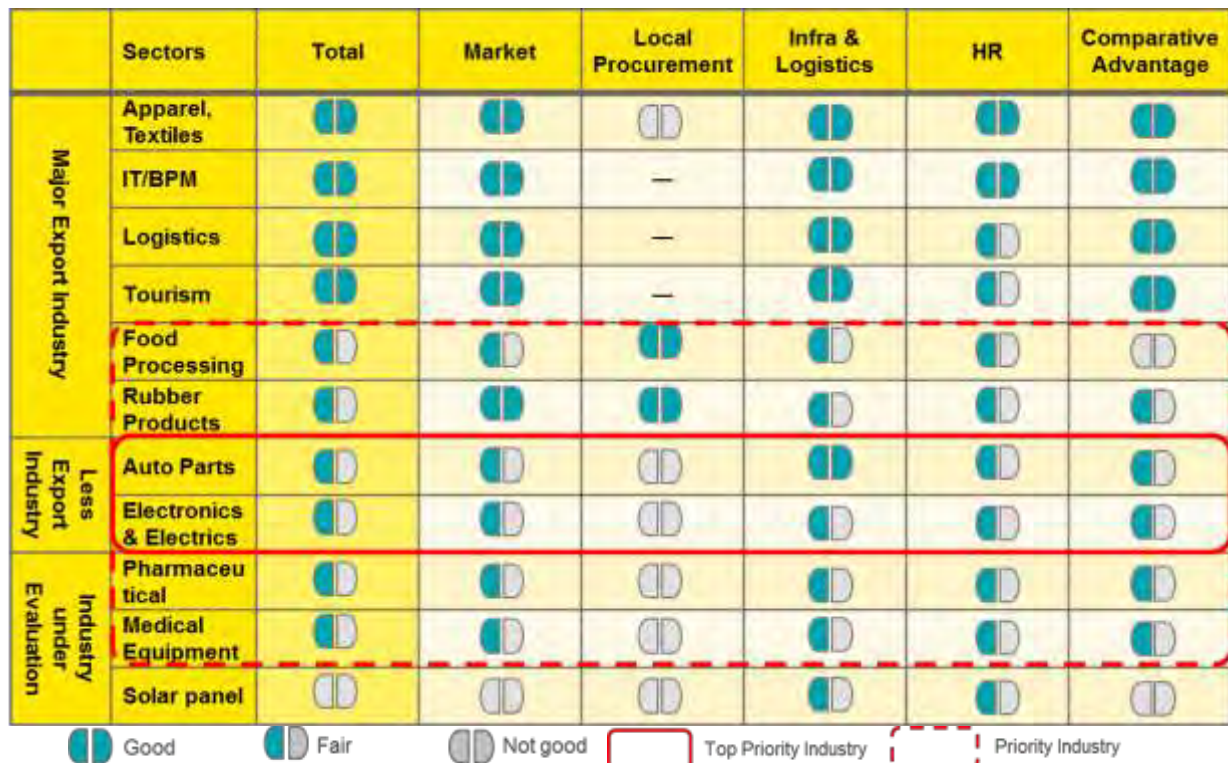 Sectors Total Market Local Procurement Infra & Logistics HR Comparative Advantage
Major Export Industry
Apparel,
Textiles
IT/BPM —
Logistics —
Tourism —
Food
Processing
Rubber
Products
Less
Export
Industry
Auto Parts
Electronics
& Electrics
Industry
under
Evaluation
Pharmaceu
tical
Medical
Equipment
Solar panel
Good Fair Not good Top Priority Industry Priority Industry